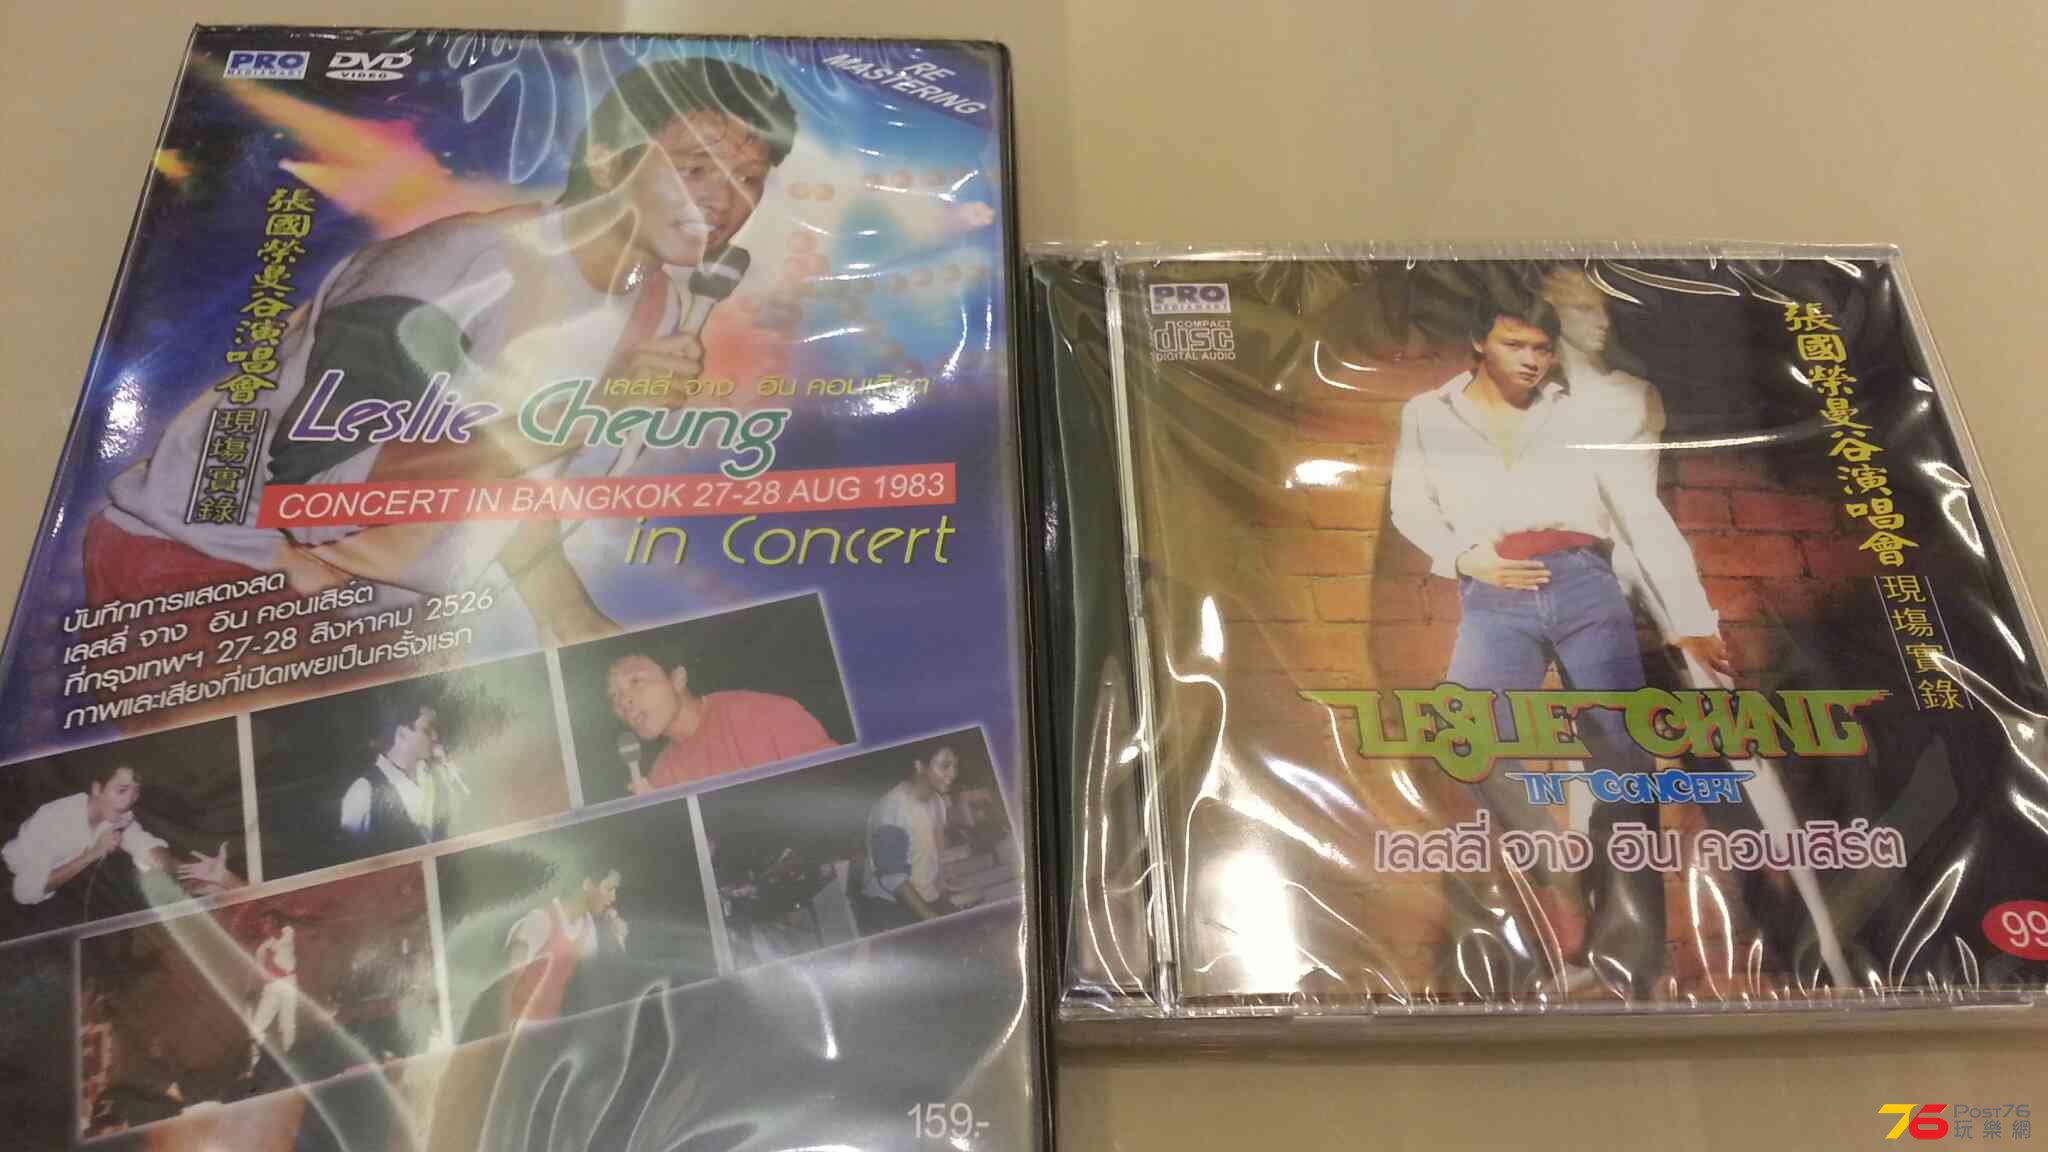 PRO
MEDIAMART
DVD
VIDEO
RE
MASTERING
張國榮曼谷演唱會
現場實錄
เลสลี่ จาง อิน คอนเสิร์ต
Leslie Cheung
CONCERT IN BANGKOK 27-28 AUG 1983
in Concert
บันทึกการแสดงสด
เลสลี่ จาง อิน คอนเสิร์ต
ที่กรุงเทพฯ 27-28 สิงหาคม 2526
ภาพและเสียงที่เปิดเผยเป็นครั้งแรก
159.-
PRO
MEDIAMART
COMPACT
disc
DIGITAL AUDIO
張國榮曼谷演唱會
現場實錄
LESLIE CHANG
IN CONCERT
เลสลี่ จาง อิน คอนเสิร์ต
99
76 POST76
玩樂網